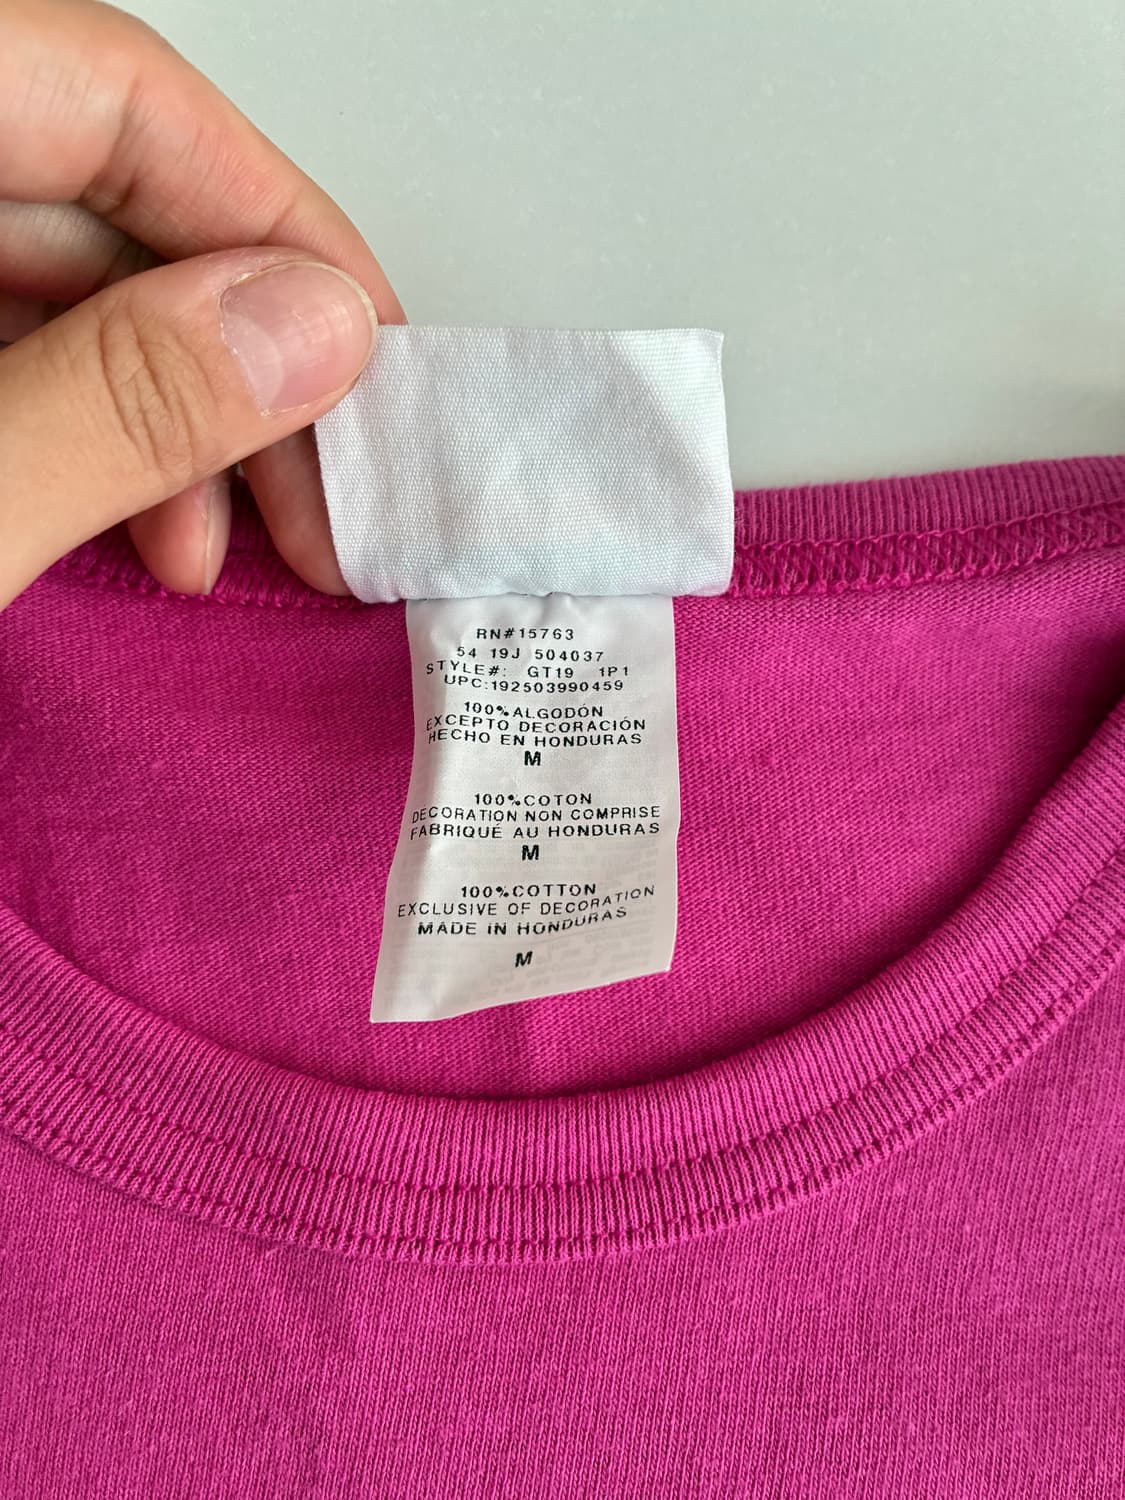 RN#15763
54 19J 504037
STYLE#: GT19 1P1
UPC:192503990459
100%ALGODÓN
EXCEPTO DECORACIÓN
HECHO EN HONDURAS
M
100%COTON
DECORATION NON COMPRISE
FABRIQUÉ AU HONDURAS
M
100%COTTON
EXCLUSIVE OF DECORATION
MADE IN HONDURAS
M